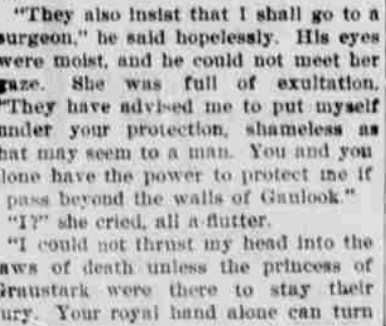 "They also insist that I shall go to a
surgeon," he said hopelessly. His eyes
were moist, and he could not meet her
gaze. She was full of exultation.
"They have advised me to put myself
under your protection, shameless as
hat may seem to a man. You and you
lone have the power to protect me if
pass beyond the walls of Ganlook."
"I?" she cried, all a-flutter.
"I could not thrust my head into the
aws of death unless the princess of
Graustark were there to stay their
ury. Your royal hand alone can turn